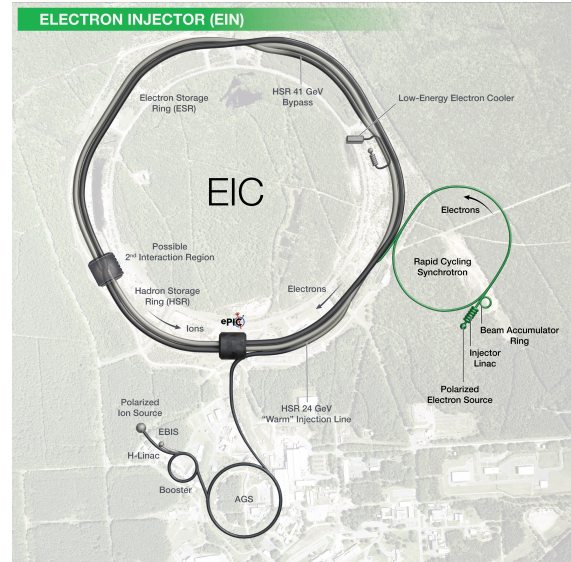 ELECTRON INJECTOR (EIN)
Electron Storage
Ring (ESR)
HSR 41 GeV
Bypass
Low-Energy Electron Cooler
EIC
Electrons
Rapid Cycling
Synchrotron
Possible
2nd Interaction Region
Hadron Storage
Ring (HSR)
Ions
ePIC
Electrons
Beam Accumulator
Ring
Injector
Linac
Polarized
Electron Source
HSR 24 GeV
"Warm" Injection Line
Polarized
Ion Source
EBIS
H-Linac
Booster
AGS